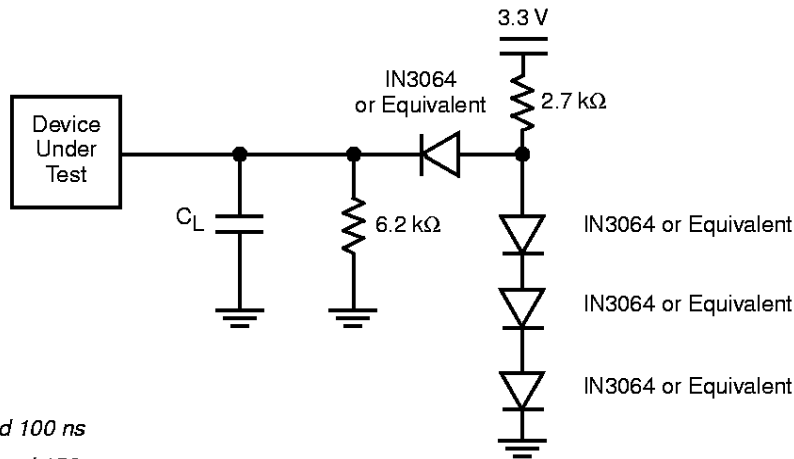 3.3 V
IN3064
or Equivalent
2.7 kΩ
Device
Under
Test
CL
6.2 kΩ
IN3064 or Equivalent
IN3064 or Equivalent
IN3064 or Equivalent
d 100 ns